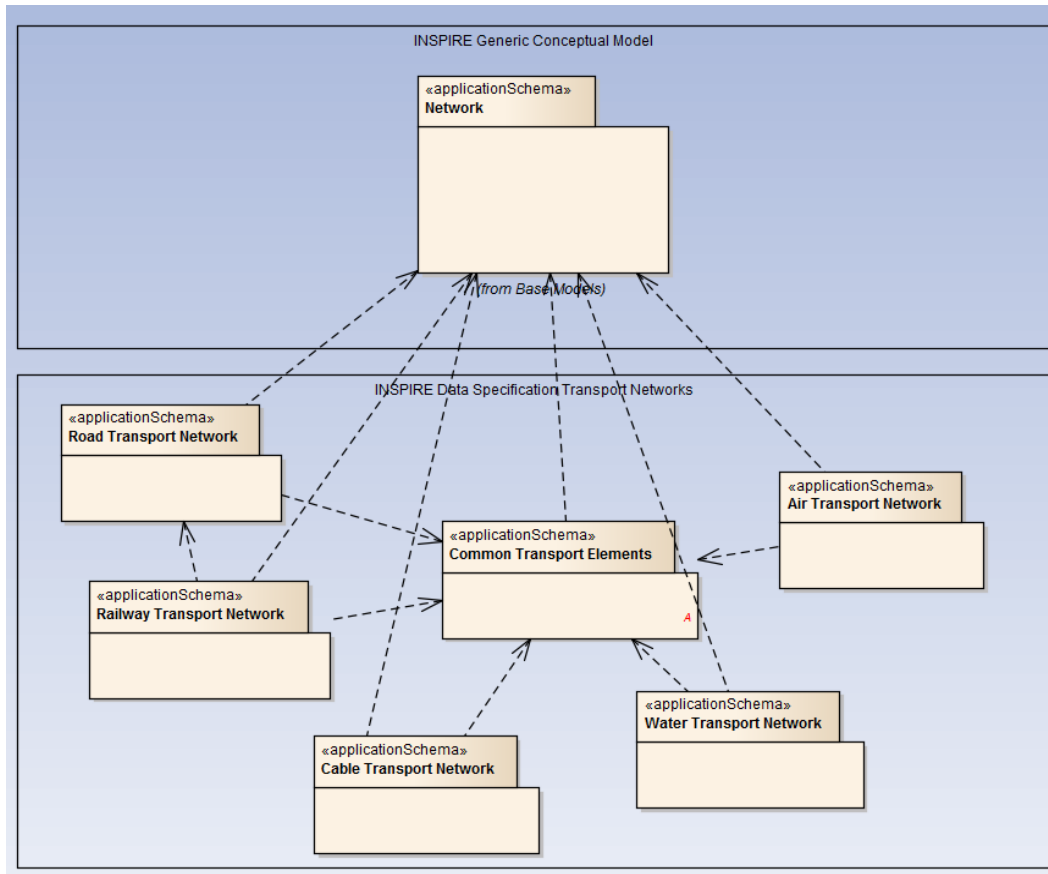 INSPIRE Generic Conceptual Model
«applicationSchema»
Network
(from Base Models)
INSPIRE Data Specification Transport Networks
«applicationSchema»
Road Transport Network
«applicationSchema»
Air Transport Network
«applicationSchema»
Common Transport Elements
A
«applicationSchema»
Railway Transport Network
«applicationSchema»
Water Transport Network
«applicationSchema»
Cable Transport Network